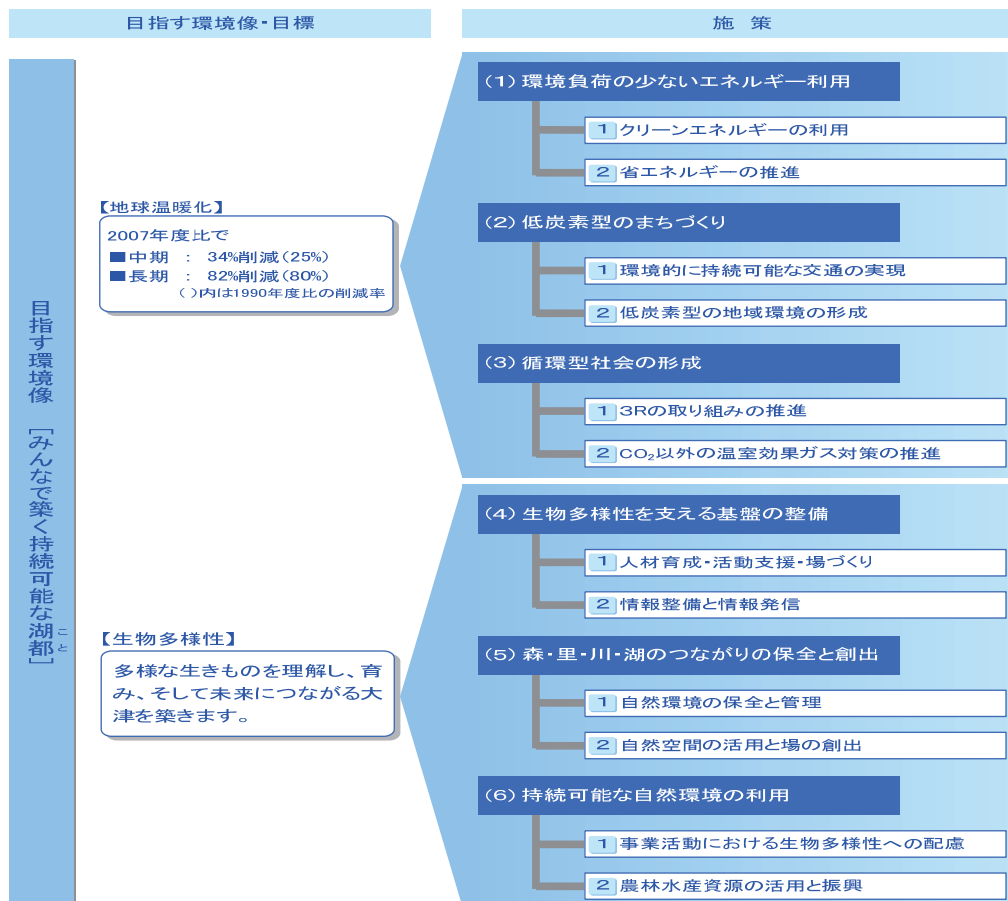 目指す環境像・目標
施 策
目指す環境像 [みんなで築く持続可能な湖都]
こと
【地球温暖化】
2007年度比で
■中期 : 34%削減(25%)
■長期 : 82%削減(80%)
( )内は1990年度比の削減率
(1)環境負荷の少ないエネルギー利用
1 クリーンエネルギーの利用
2 省エネルギーの推進
(2)低炭素型のまちづくり
1 環境的に持続可能な交通の実現
2 低炭素型の地域環境の形成
(3)循環型社会の形成
1 3Rの取り組みの推進
2 CO₂以外の温室効果ガス対策の推進
【生物多様性】
多様な生きものを理解し、育
み、そして未来につながる大
津を築きます。
(4)生物多様性を支える基盤の整備
1 人材育成・活動支援・場づくり
2 情報整備と情報発信
(5)森・里・川・湖のつながりの保全と創出
1 自然環境の保全と管理
2 自然空間の活用と場の創出
(6)持続可能な自然環境の利用
1 事業活動における生物多様性への配慮
2 農林水産資源の活用と振興